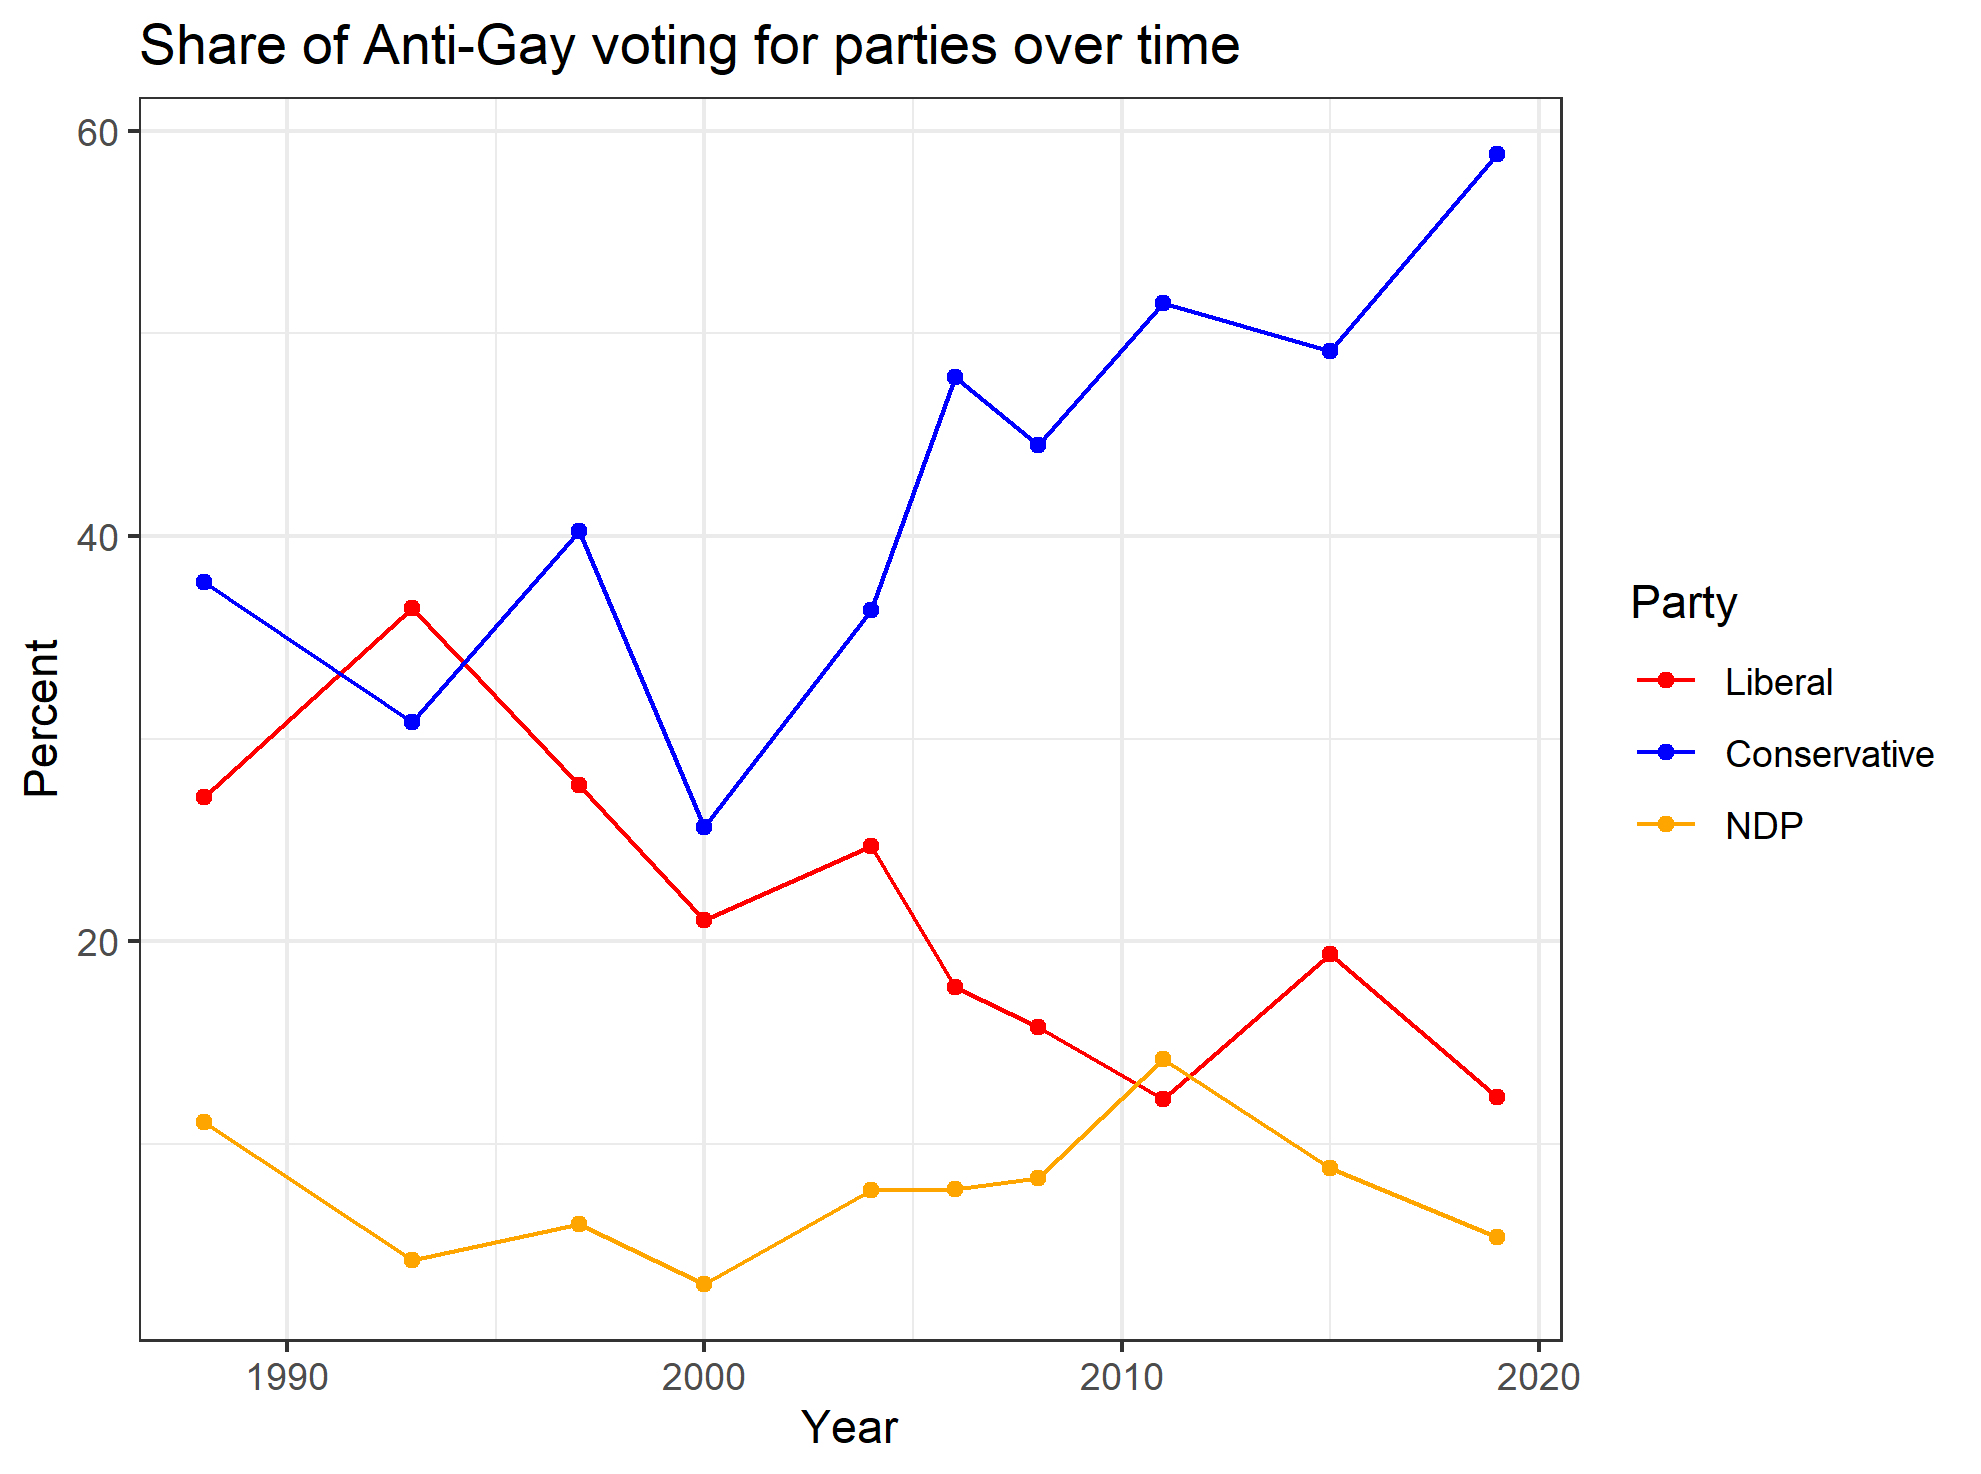 Share of Anti-Gay voting for parties over time
60
40
20
Percent
1990 2000 2010 2020
Year
Party
Liberal
Conservative
NDP